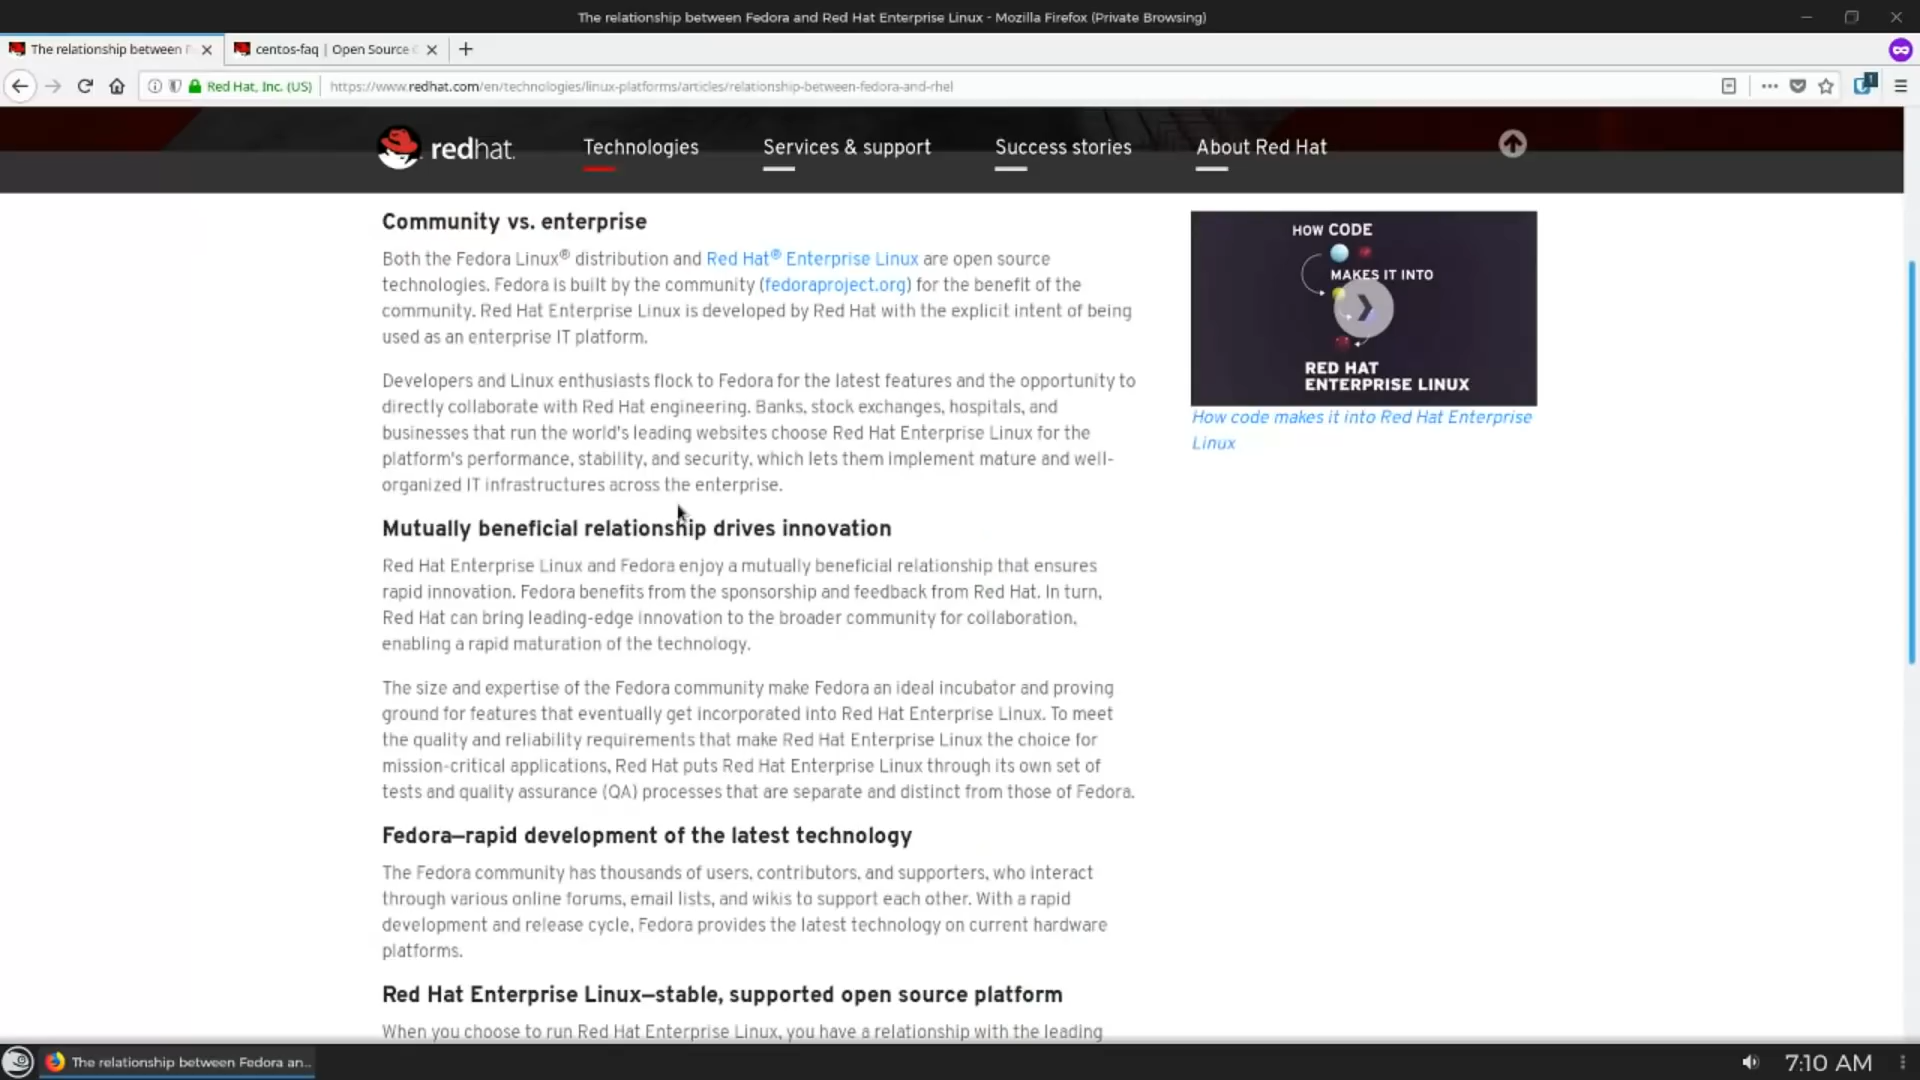 The relationship between Fedora and Red Hat Enterprise Linux - Mozilla Firefox (Private Browsing)
The relationship between F
centos-faq | Open Source
Red Hat, Inc. (US)
https://www.redhat.com/en/technologies/linux-platforms/articles/relationship-between-fedora-and-rhel
1
redhat.
Technologies
Services & support
Success stories
About Red Hat
Community vs. enterprise
Both the Fedora Linux® distribution and Red Hat® Enterprise Linux are open source
technologies. Fedora is built by the community (fedoraproject.org) for the benefit of the
community. Red Hat Enterprise Linux is developed by Red Hat with the explicit intent of being
used as an enterprise IT platform.
Developers and Linux enthusiasts flock to Fedora for the latest features and the opportunity to
directly collaborate with Red Hat engineering. Banks, stock exchanges, hospitals, and
businesses that run the world's leading websites choose Red Hat Enterprise Linux for the
platform's performance, stability, and security, which lets them implement mature and well-
organized IT infrastructures across the enterprise.
Mutually beneficial relationship drives innovation
Red Hat Enterprise Linux and Fedora enjoy a mutually beneficial relationship that ensures
rapid innovation. Fedora benefits from the sponsorship and feedback from Red Hat. In turn,
Red Hat can bring leading-edge innovation to the broader community for collaboration,
enabling a rapid maturation of the technology.
The size and expertise of the Fedora community make Fedora an ideal incubator and proving
ground for features that eventually get incorporated into Red Hat Enterprise Linux. To meet
the quality and reliability requirements that make Red Hat Enterprise Linux the choice for
mission-critical applications, Red Hat puts Red Hat Enterprise Linux through its own set of
tests and quality assurance (QA) processes that are separate and distinct from those of Fedora.
Fedora—rapid development of the latest technology
The Fedora community has thousands of users, contributors, and supporters, who interact
through various online forums, email lists, and wikis to support each other. With a rapid
development and release cycle, Fedora provides the latest technology on current hardware
platforms.
Red Hat Enterprise Linux—stable, supported open source platform
When you choose to run Red Hat Enterprise Linux, you have a relationship with the leading
HOW CODE
MAKES IT INTO
RED HAT
ENTERPRISE LINUX
How code makes it into Red Hat Enterprise
Linux
The relationship between Fedora an...
7:10 AM